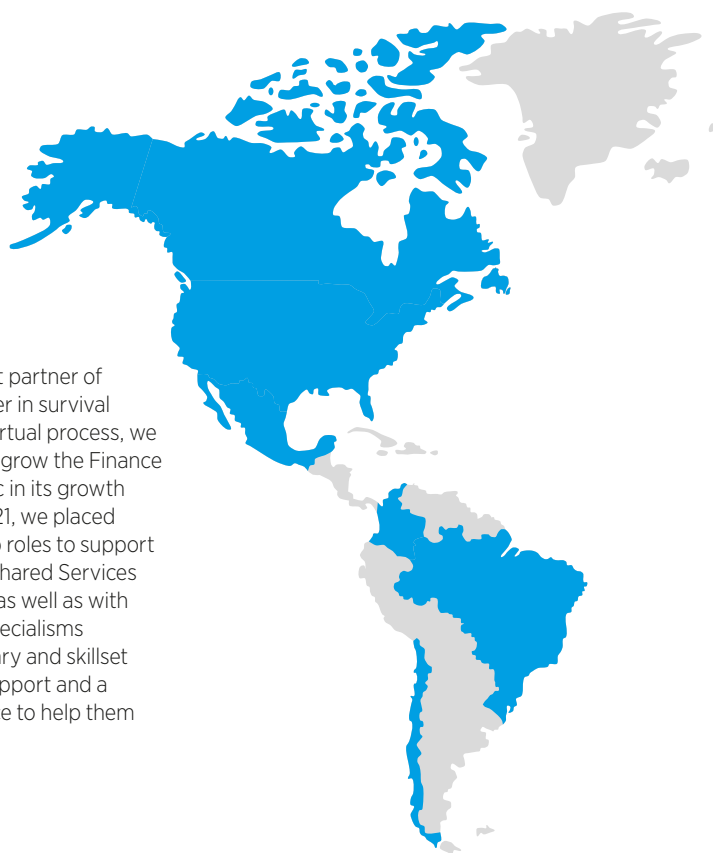 t partner of
er in survival
rtual process, we
grow the Finance
c in its growth
21, we placed
o roles to support
hared Services
as well as with
ecialisms
ary and skillset
pport and a
ce to help them